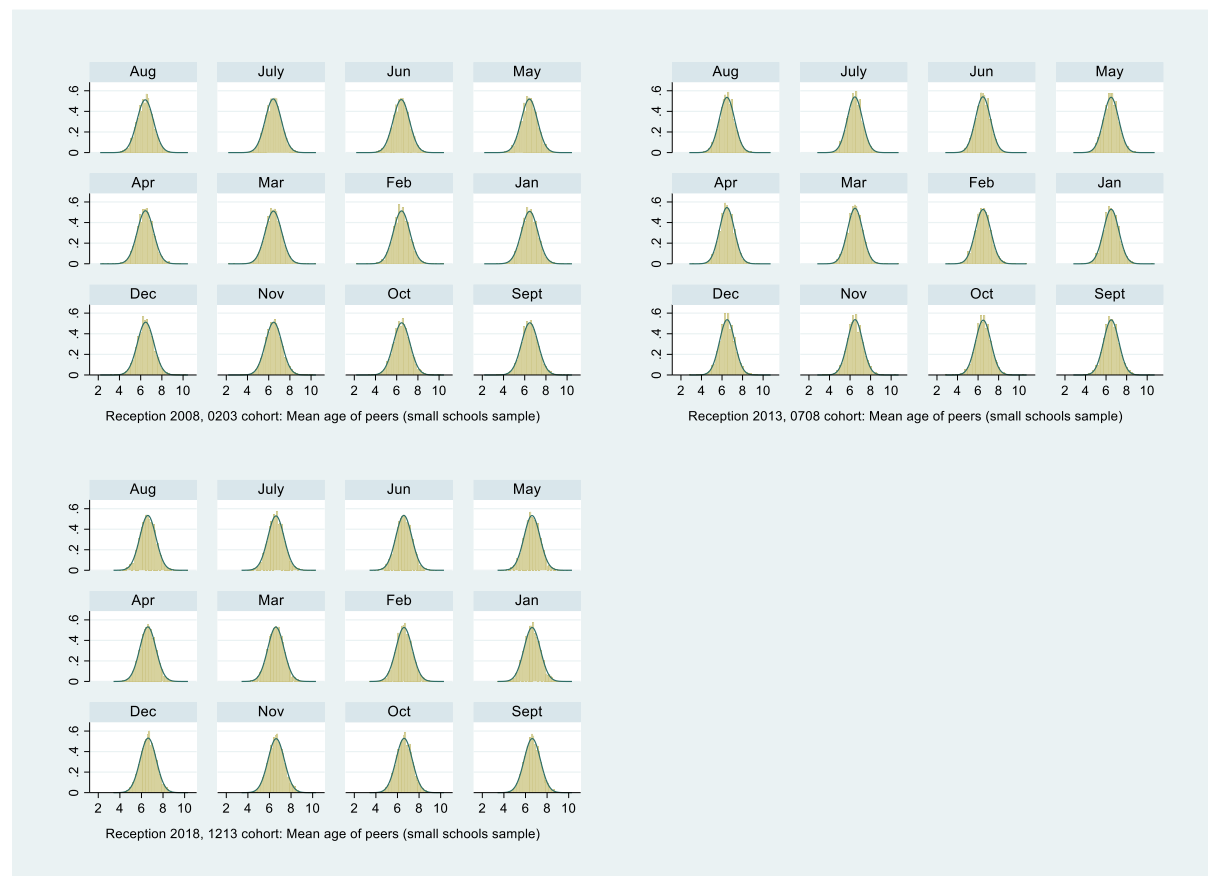 Aug July Jun May
.6
.4
.2
0
Apr Mar Feb Jan
.6
.4
.2
0
Dec Nov Oct Sept
.6
.4
.2
0
2 4 6 8 10 2 4 6 8 10 2 4 6 8 10 2 4 6 8 10
Reception 2008, 0203 cohort: Mean age of peers (small schools sample)
Aug July Jun May
.6
.4
.2
0
Apr Mar Feb Jan
.6
.4
.2
0
Dec Nov Oct Sept
.6
.4
.2
0
2 4 6 8 10 2 4 6 8 10 2 4 6 8 10 2 4 6 8 10
Reception 2013, 0708 cohort: Mean age of peers (small schools sample)
Aug July Jun May
.6
.4
.2
0
Apr Mar Feb Jan
.6
.4
.2
0
Dec Nov Oct Sept
.6
.4
.2
0
2 4 6 8 10 2 4 6 8 10 2 4 6 8 10 2 4 6 8 10
Reception 2018, 1213 cohort: Mean age of peers (small schools sample)